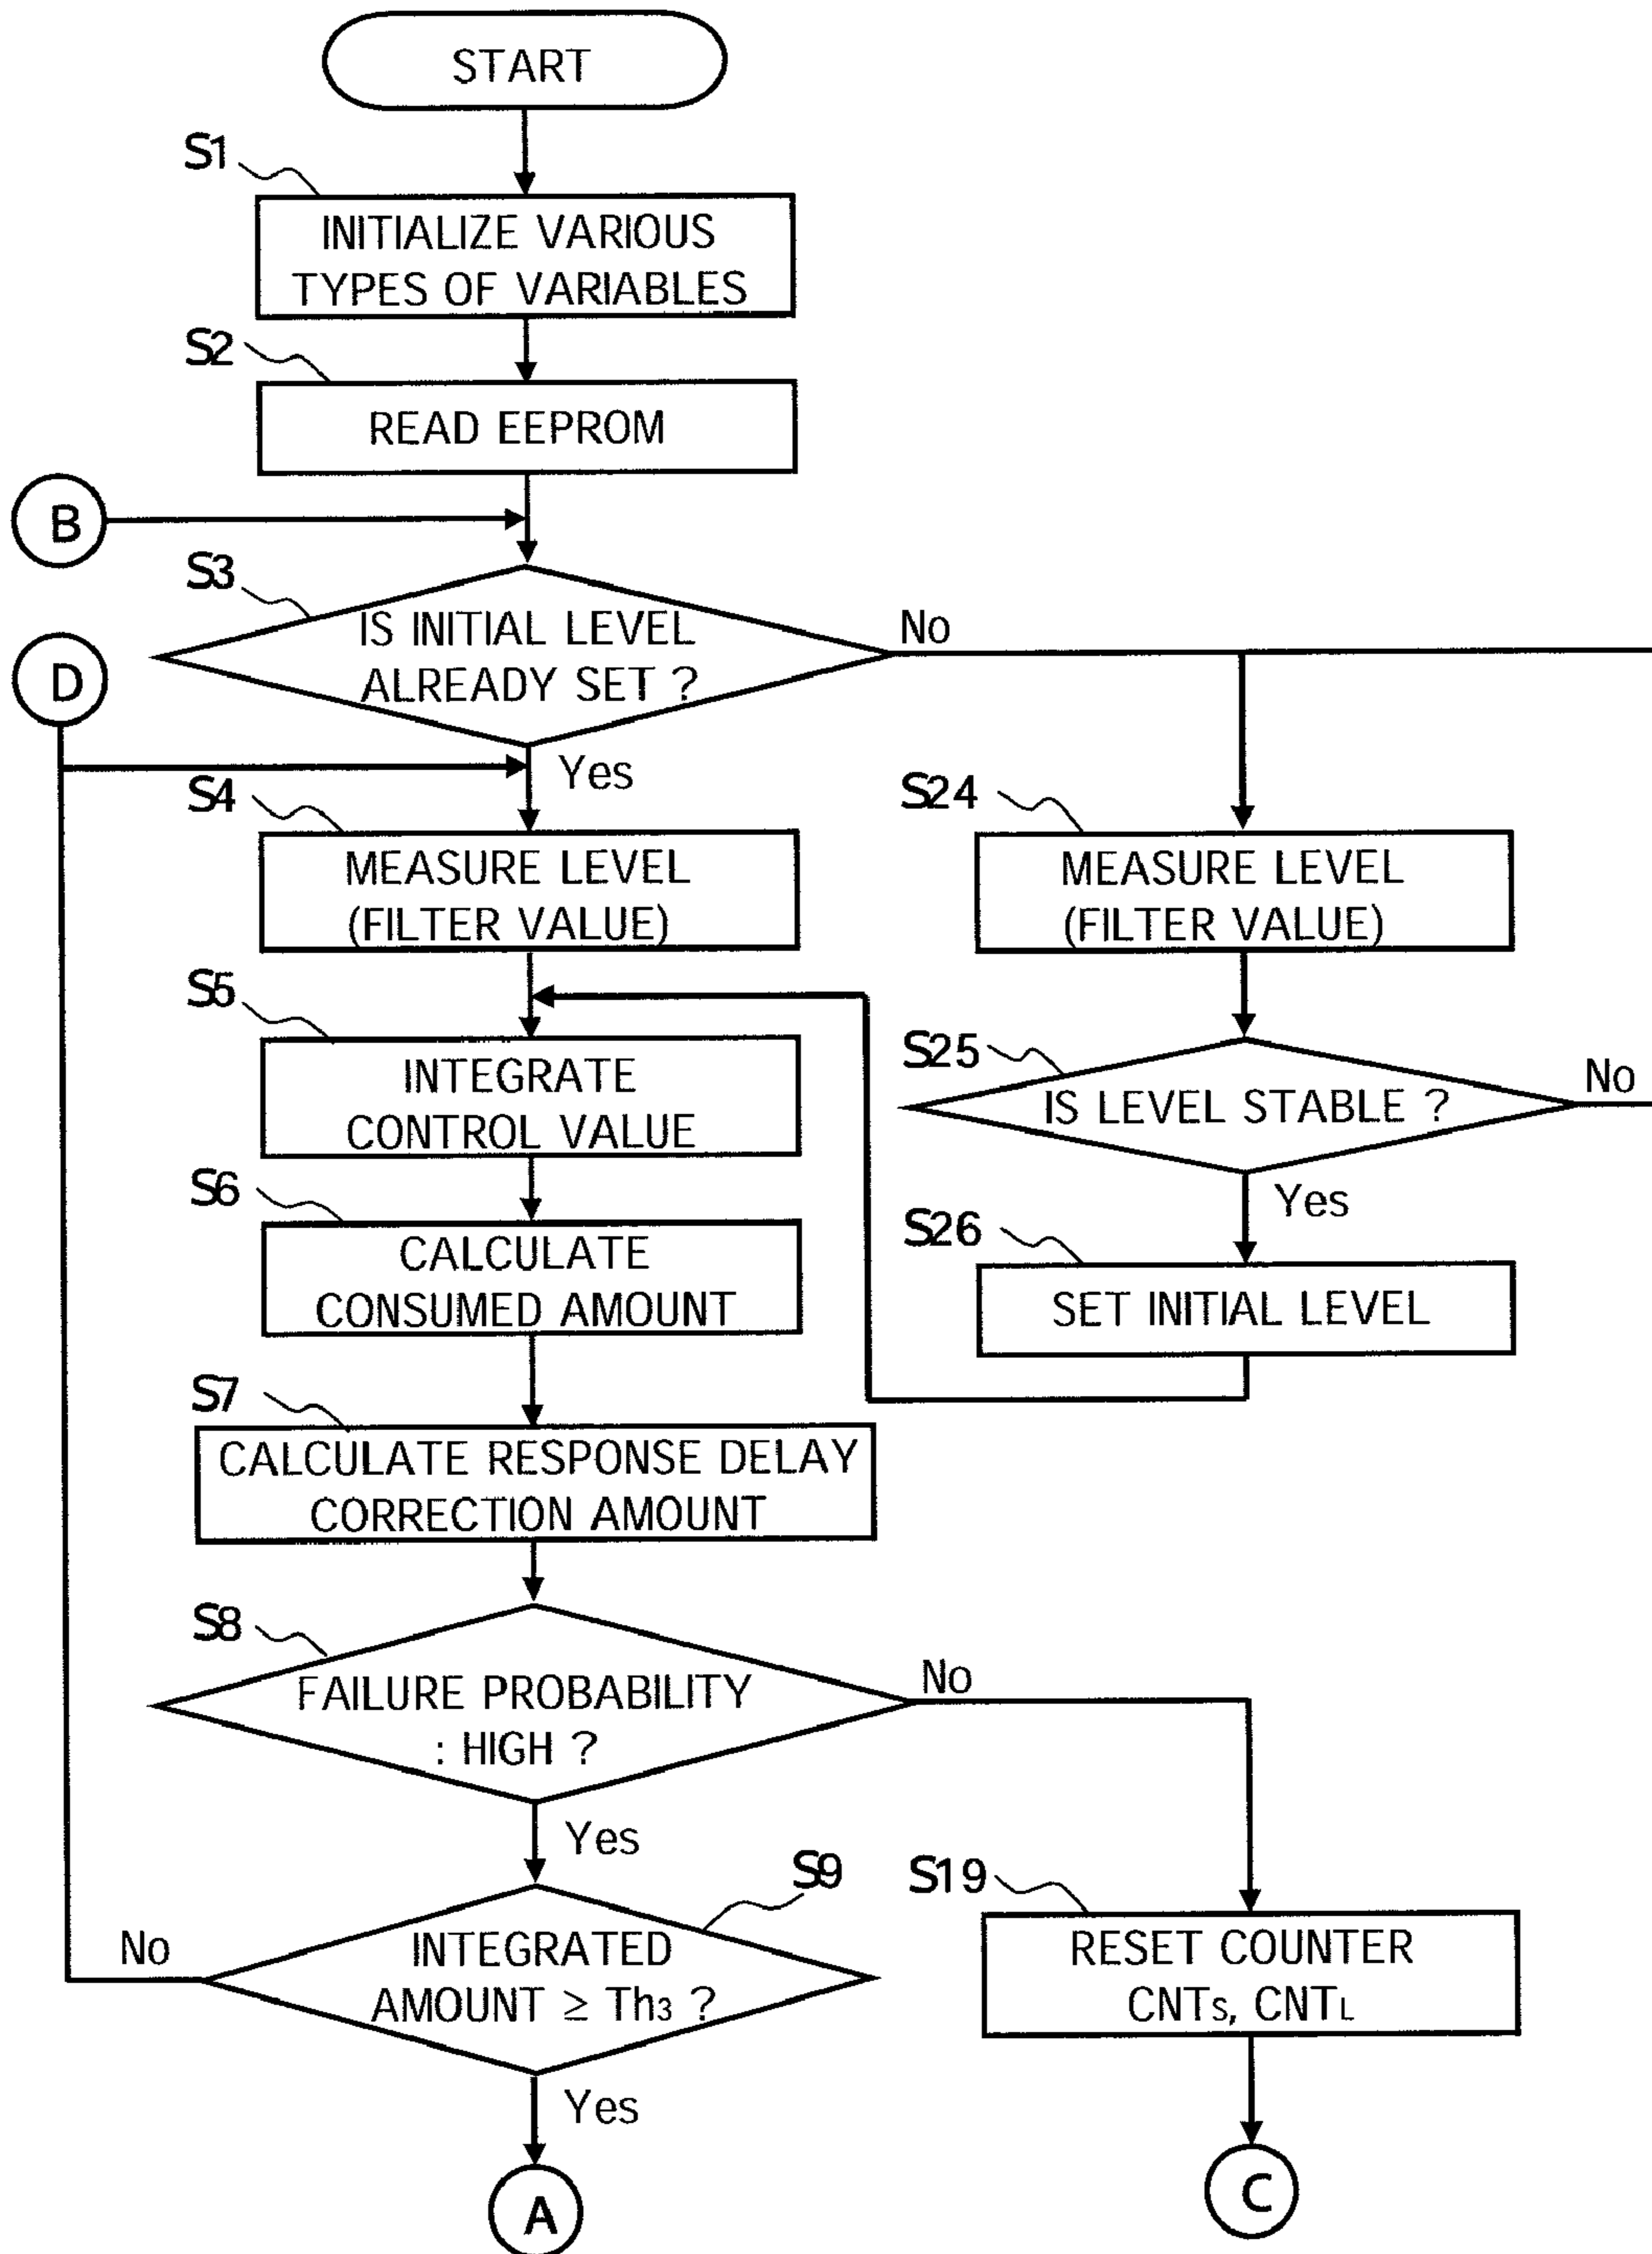 START
S1
INITIALIZE VARIOUS
TYPES OF VARIABLES
S2
READ EEPROM
B
S3
IS INITIAL LEVEL
ALREADY SET ?
No
D
Yes
S4
MEASURE LEVEL
(FILTER VALUE)
S24
MEASURE LEVEL
(FILTER VALUE)
S5
INTEGRATE
CONTROL VALUE
S25
IS LEVEL STABLE ?
No
Yes
S6
CALCULATE
CONSUMED AMOUNT
S26
SET INITIAL LEVEL
S7
CALCULATE RESPONSE DELAY
CORRECTION AMOUNT
S8
FAILURE PROBABILITY
: HIGH ?
No
Yes
S9
INTEGRATED
AMOUNT ≥ Th3 ?
No
Yes
S19
RESET COUNTER
CNTS, CNTL
A
C